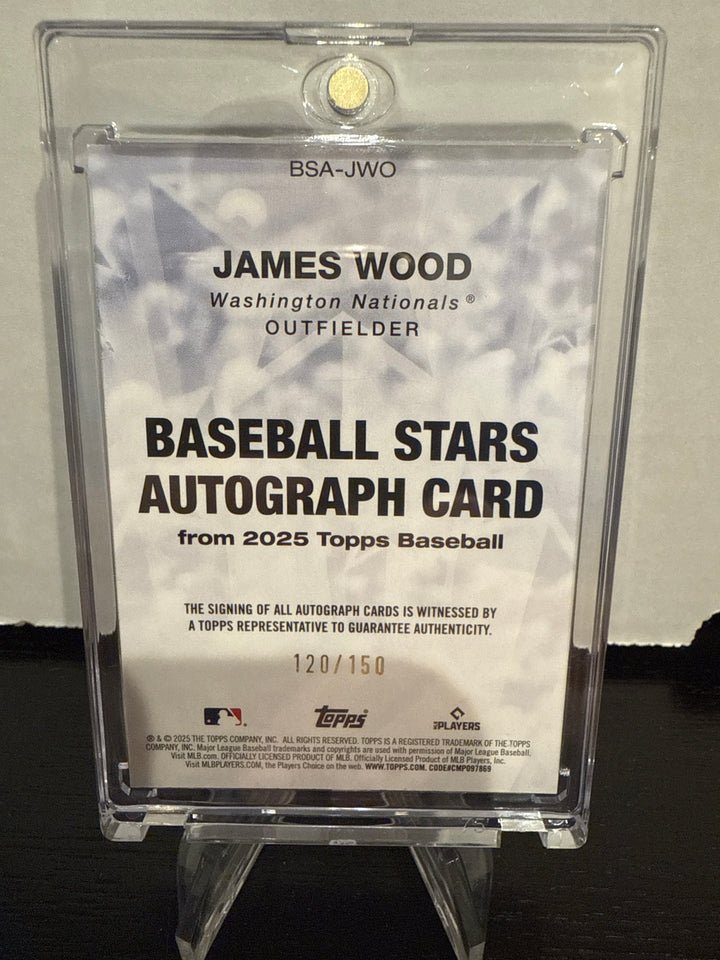 BSA-JWO
JAMES WOOD
Washington Nationals®
OUTFIELDER
BASEBALL STARS
AUTOGRAPH CARD
from 2025 Topps Baseball
THE SIGNING OF ALL AUTOGRAPH CARDS IS WITNESSED BY
A TOPPS REPRESENTATIVE TO GUARANTEE AUTHENTICITY.
120/150
topps
MLB PLAYERS
® & © 2025 THE TOPPS COMPANY, INC. ALL RIGHTS RESERVED. TOPPS IS A REGISTERED TRADEMARK OF THE TOPPS
COMPANY, INC. Major League Baseball trademarks and copyrights are used with permission of Major League Baseball.
Visit MLB.com. OFFICIALLY LICENSED PRODUCT OF MLB. Officially Licensed Product of MLB Players, Inc.
Visit MLBPLAYERS.COM, the Players Choice on the web. WWW.TOPPS.COM. CODE#CMP097869